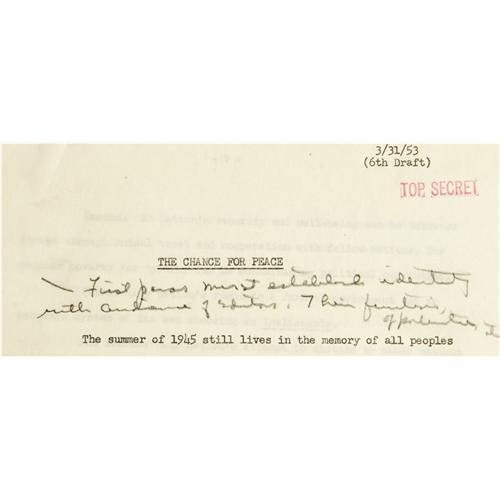 3/31/53
(6th Draft)
TOP SECRET
THE CHANCE FOR PEACE
First paras must establish identity
with audience of Editors. Their functions,
opportunities,
The summer of 1945 still lives in the memory of all peoples